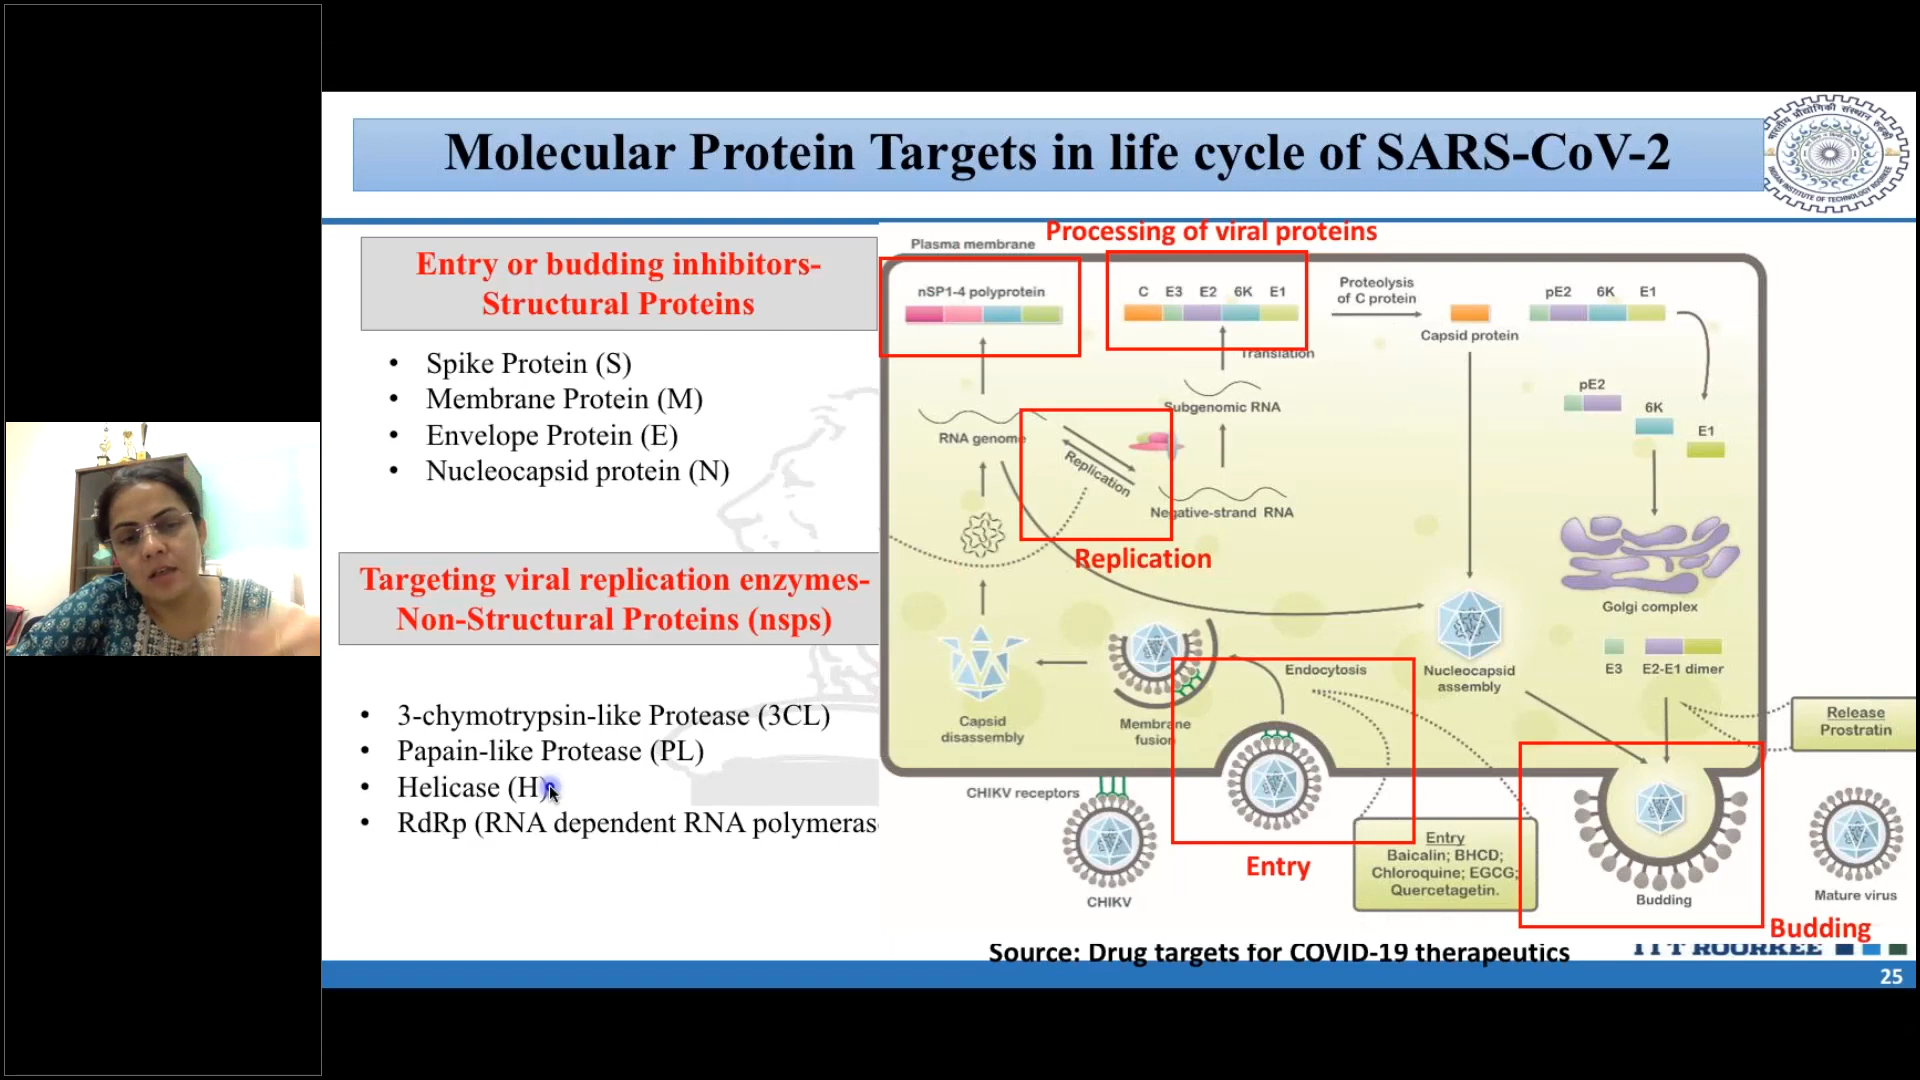 Molecular Protein Targets in life cycle of SARS-CoV-2
भारतीय प्रौद्योगिकी संस्थान रुड़की
INDIAN INSTITUTE OF TECHNOLOGY ROORKEE
Entry or budding inhibitors-
Structural Proteins
• Spike Protein (S)
• Membrane Protein (M)
• Envelope Protein (E)
• Nucleocapsid protein (N)
Targeting viral replication enzymes-
Non-Structural Proteins (nsps)
• 3-chymotrypsin-like Protease (3CL)
• Papain-like Protease (PL)
• Helicase (H)
• RdRp (RNA dependent RNA polymeras
Processing of viral proteins
Plasma membrane
nSP1-4 polyprotein
C E3 E2 6K E1
Proteolysis
of C protein
Capsid protein
pE2 6K E1
Translation
Subgenomic RNA
RNA genome
Replication
Negative-strand RNA
Replication
pE2
6K
E1
Golgi complex
E3 E2-E1 dimer
Nucleocapsid
assembly
Endocytosis
Membrane
fusion
Capsid
disassembly
CHIKV receptors
CHIKV
Entry
Entry
Baicalin; BHCD;
Chloroquine; EGCG;
Quercetagetin.
Release
Prostratin
Budding
Mature virus
Budding
Source: Drug targets for COVID-19 therapeutics
IIT ROORKEE
25